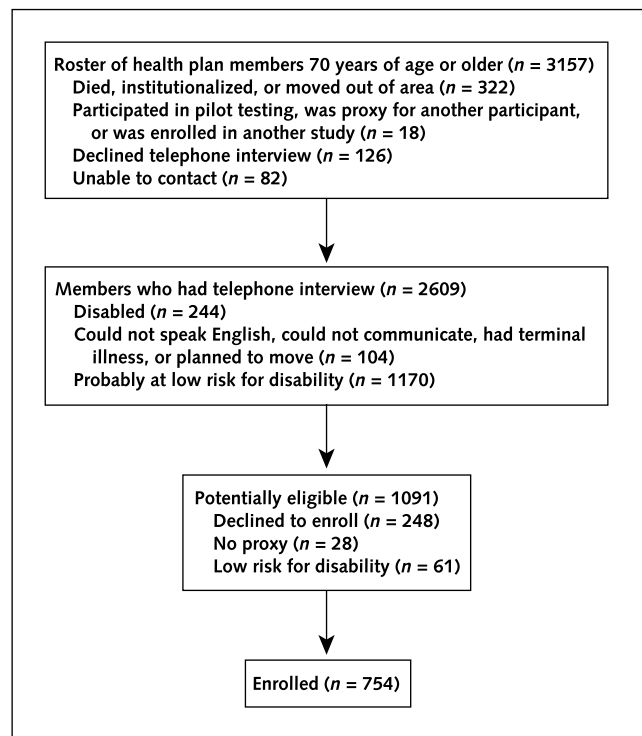 Roster of health plan members 70 years of age or older (n = 3157)
Died, institutionalized, or moved out of area (n = 322)
Participated in pilot testing, was proxy for another participant,
or was enrolled in another study (n = 18)
Declined telephone interview (n = 126)
Unable to contact (n = 82)
Members who had telephone interview (n = 2609)
Disabled (n = 244)
Could not speak English, could not communicate, had terminal
illness, or planned to move (n = 104)
Probably at low risk for disability (n = 1170)
Potentially eligible (n = 1091)
Declined to enroll (n = 248)
No proxy (n = 28)
Low risk for disability (n = 61)
Enrolled (n = 754)